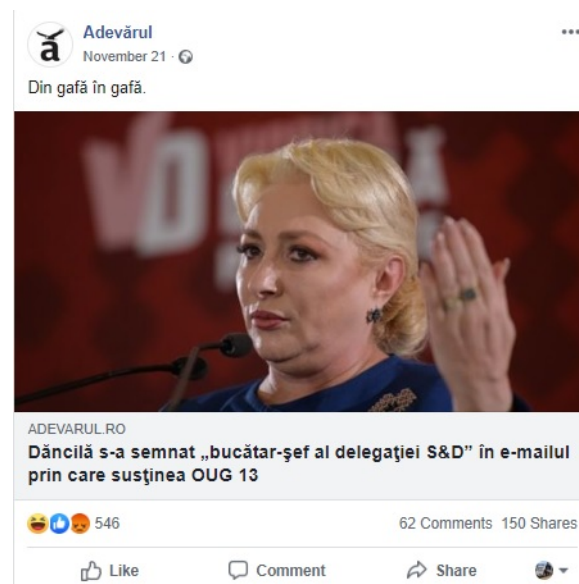 Adevărul
November 21 ·
Din gafă în gafă.
VD
ADEVARUL.RO
Dăncilă s-a semnat „bucătar-şef al delegaţiei S&D” în e-mailul
prin care susţinea OUG 13
546
62 Comments 150 Shares
Like
Comment
Share